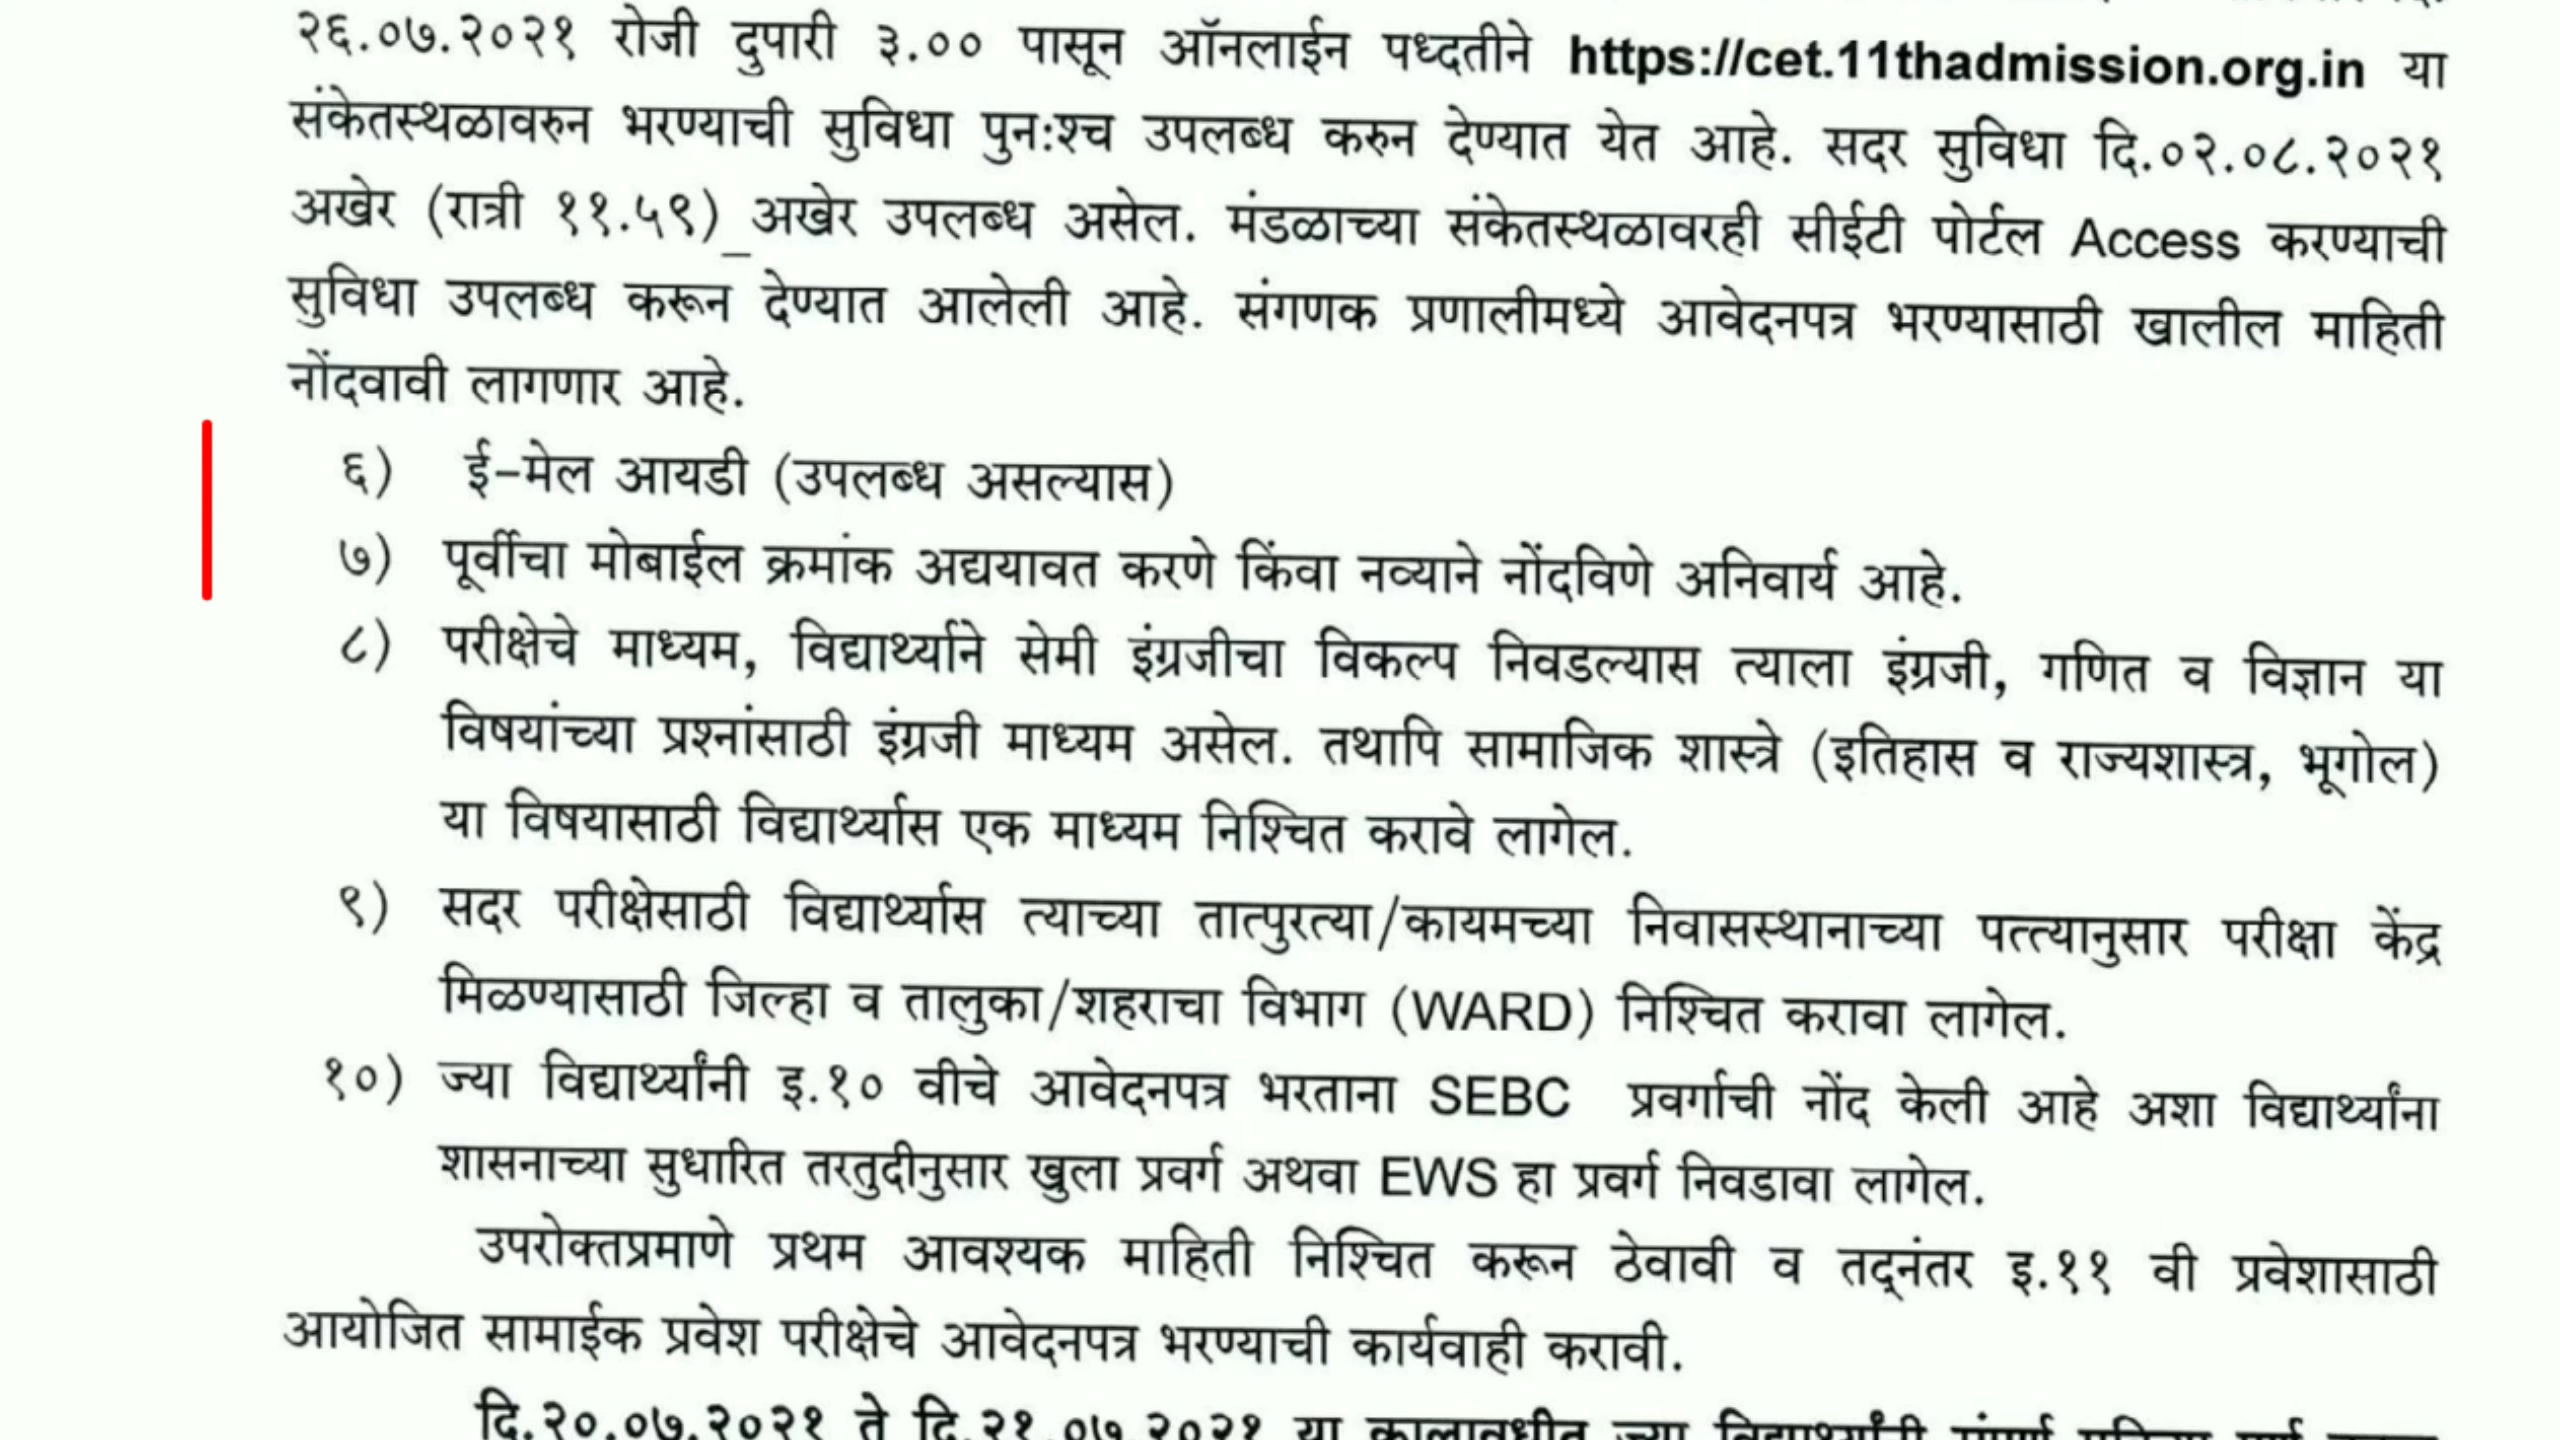 २६.०७.२०२१ रोजी दुपारी ३.०० पासून ऑनलाईन पध्दतीने https://cet.11thadmission.org.in या
संकेतस्थळावरुन भरण्याची सुविधा पुन:श्च उपलब्ध करुन देण्यात येत आहे. सदर सुविधा दि.०२.०८.२०२१
अखेर (रात्री ११.५९)_अखेर उपलब्ध असेल. मंडळाच्या संकेतस्थळावरही सीईटी पोर्टल Access करण्याची
सुविधा उपलब्ध करून देण्यात आलेली आहे. संगणक प्रणालीमध्ये आवेदनपत्र भरण्यासाठी खालील माहिती
नोंदवावी लागणार आहे.
६) ई-मेल आयडी (उपलब्ध असल्यास)
७) पूर्वीचा मोबाईल क्रमांक अद्ययावत करणे किंवा नव्याने नोंदविणे अनिवार्य आहे.
८) परीक्षेचे माध्यम, विद्यार्थ्याने सेमी इंग्रजीचा विकल्प निवडल्यास त्याला इंग्रजी, गणित व विज्ञान या
विषयांच्या प्रश्नांसाठी इंग्रजी माध्यम असेल. तथापि सामाजिक शास्त्रे (इतिहास व राज्यशास्त्र, भूगोल)
या विषयासाठी विद्यार्थ्यास एक माध्यम निश्चित करावे लागेल.
९) सदर परीक्षेसाठी विद्यार्थ्यास त्याच्या तात्पुरत्या/कायमच्या निवासस्थानाच्या पत्त्यानुसार परीक्षा केंद्र
मिळण्यासाठी जिल्हा व तालुका/शहराचा विभाग (WARD) निश्चित करावा लागेल.
१०) ज्या विद्यार्थ्यांनी इ.१० वीचे आवेदनपत्र भरताना SEBC प्रवर्गाची नोंद केली आहे अशा विद्यार्थ्यांना
शासनाच्या सुधारित तरतुदीनुसार खुला प्रवर्ग अथवा EWS हा प्रवर्ग निवडावा लागेल.
उपरोक्तप्रमाणे प्रथम आवश्यक माहिती निश्चित करून ठेवावी व तद्नंतर इ.११ वी प्रवेशासाठी
आयोजित सामाईक प्रवेश परीक्षेचे आवेदनपत्र भरण्याची कार्यवाही करावी.
दि.२०.०७.२०२१ ते दि.२१.०७.२०२१ या कालावधीत ज्या विद्यार्थ्यांनी संपूर्ण